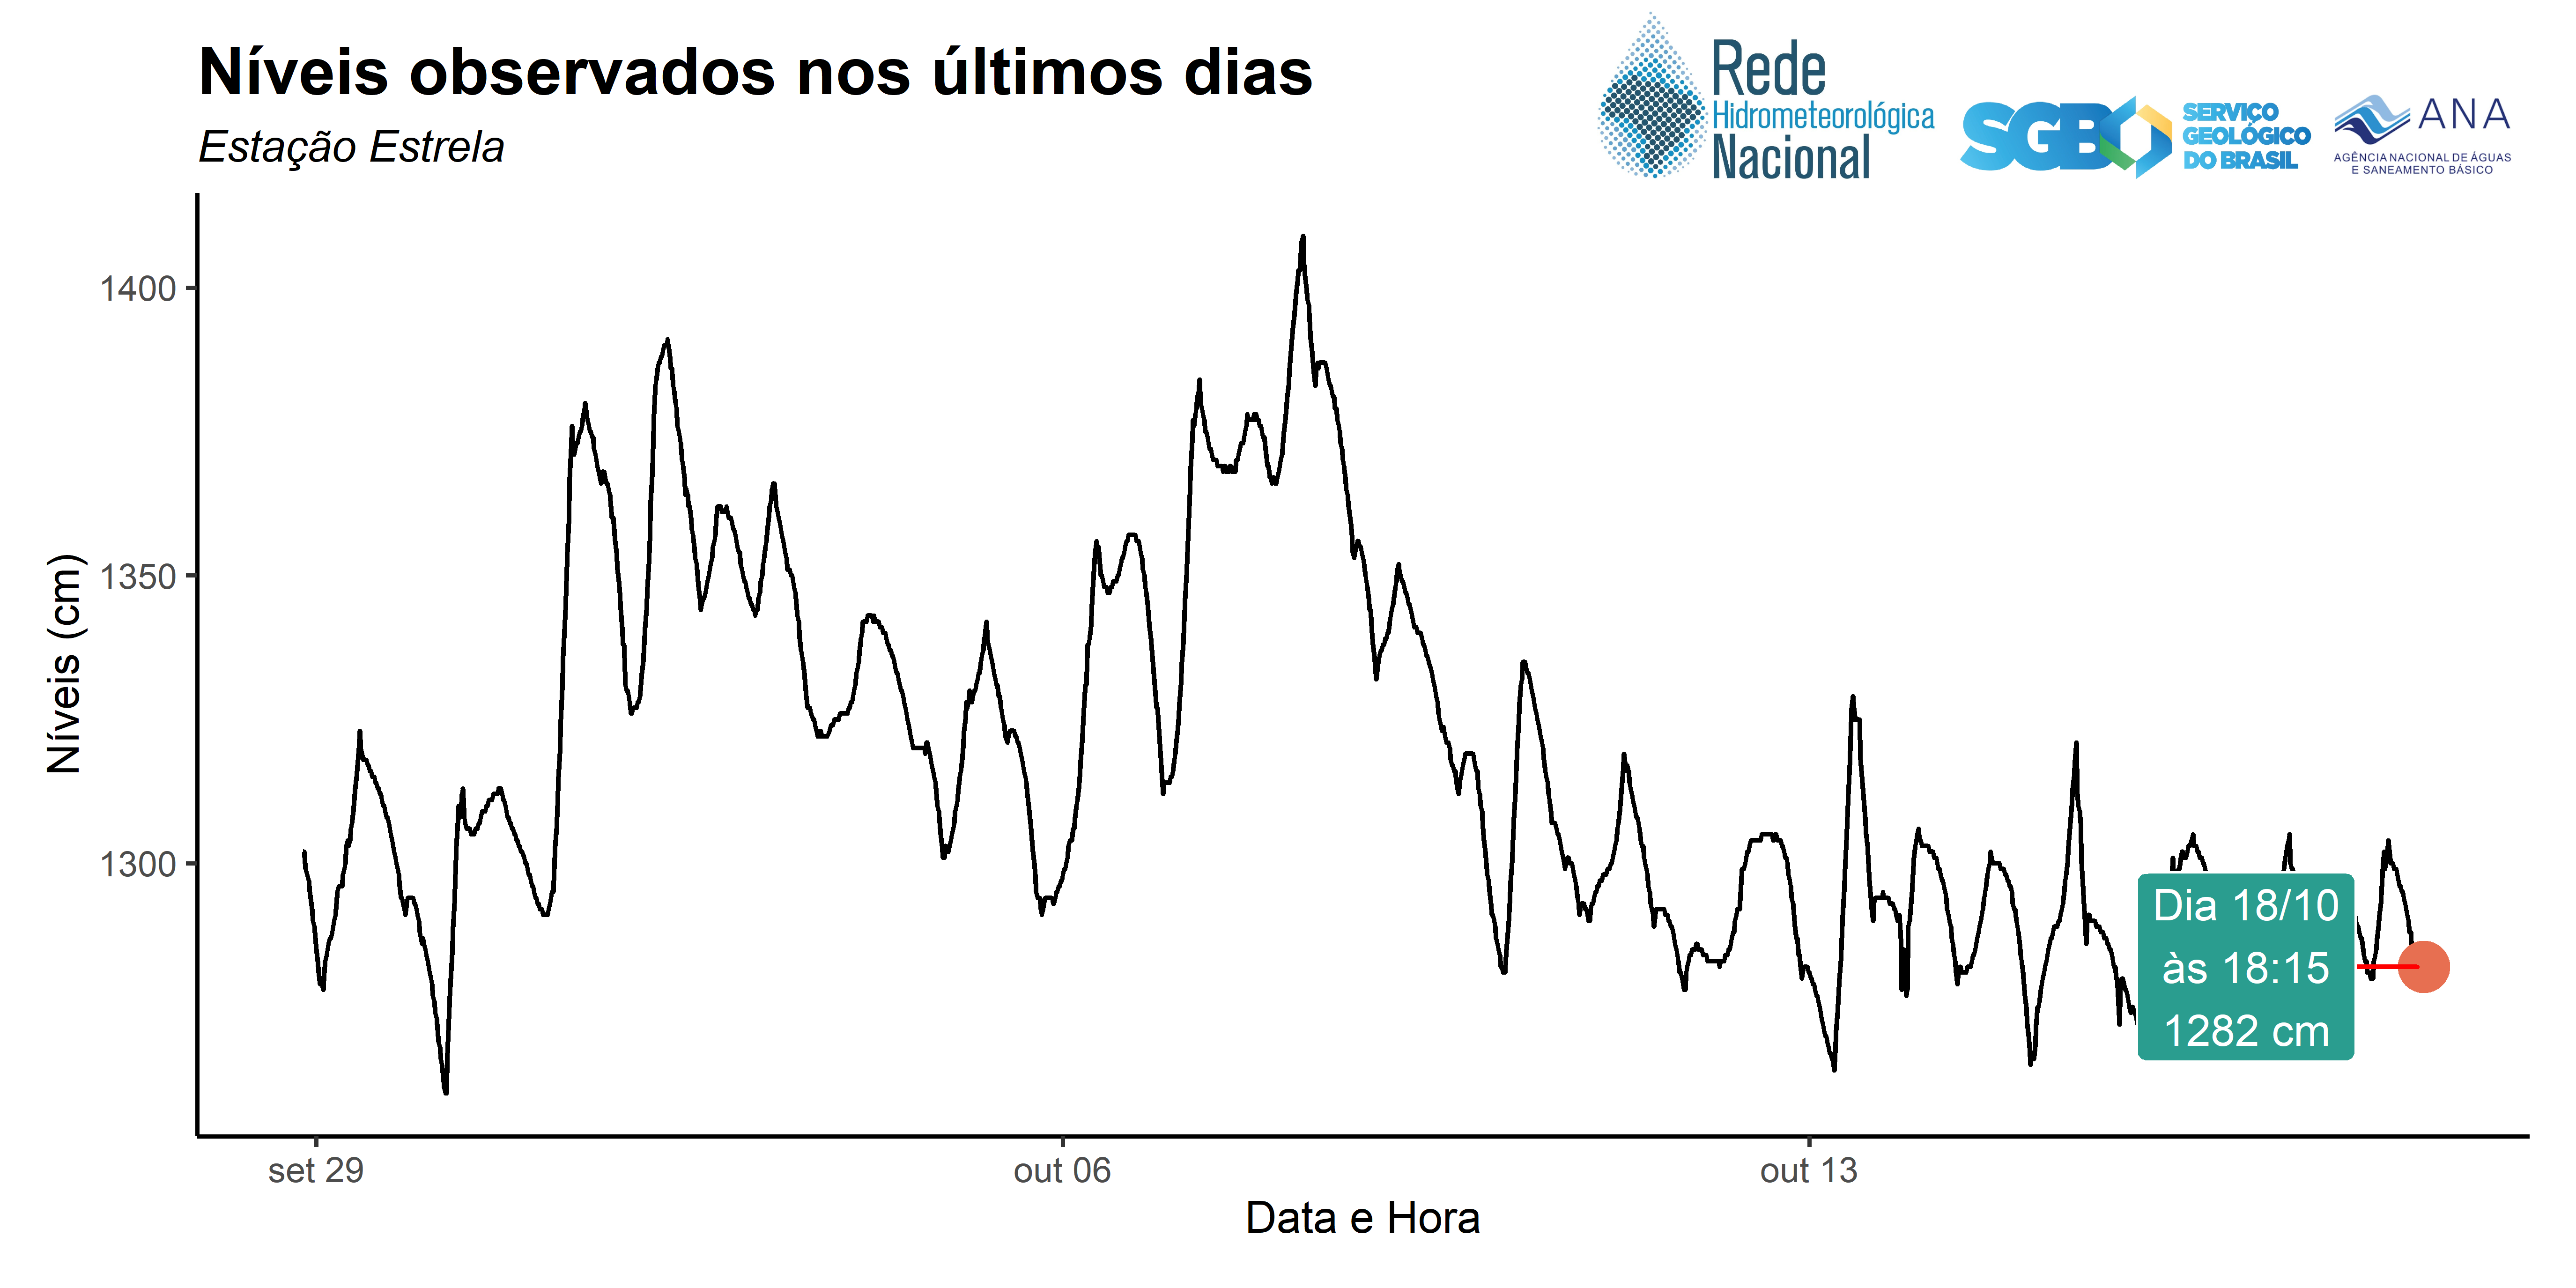 Níveis observados nos últimos dias
Estação Estrela
Rede
Hidrometeorológica
Nacional
SGB
SERVIÇO
GEOLÓGICO
DO BRASIL
ANA
AGÊNCIA NACIONAL DE ÁGUAS
E SANEAMENTO BÁSICO
Níveis (cm)
1400
1350
1300
Dia 18/10
às 18:15
1282 cm
set 29
out 06
out 13
Data e Hora